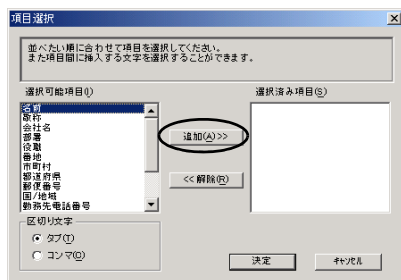 項目選択
並べたい順に合わせて項目を選択してください。
また項目間に挿入する文字を選択することができます。
選択可能項目(I)
選択済み項目(S)
名前
敬称
会社名
部署
役職
番地
市町村
都道府県
郵便番号
国/地域
勤務先電話番号
追加(A)>>
<<解除(R)
区切り文字
タブ(T)
コンマ(O)
決定
キャンセル